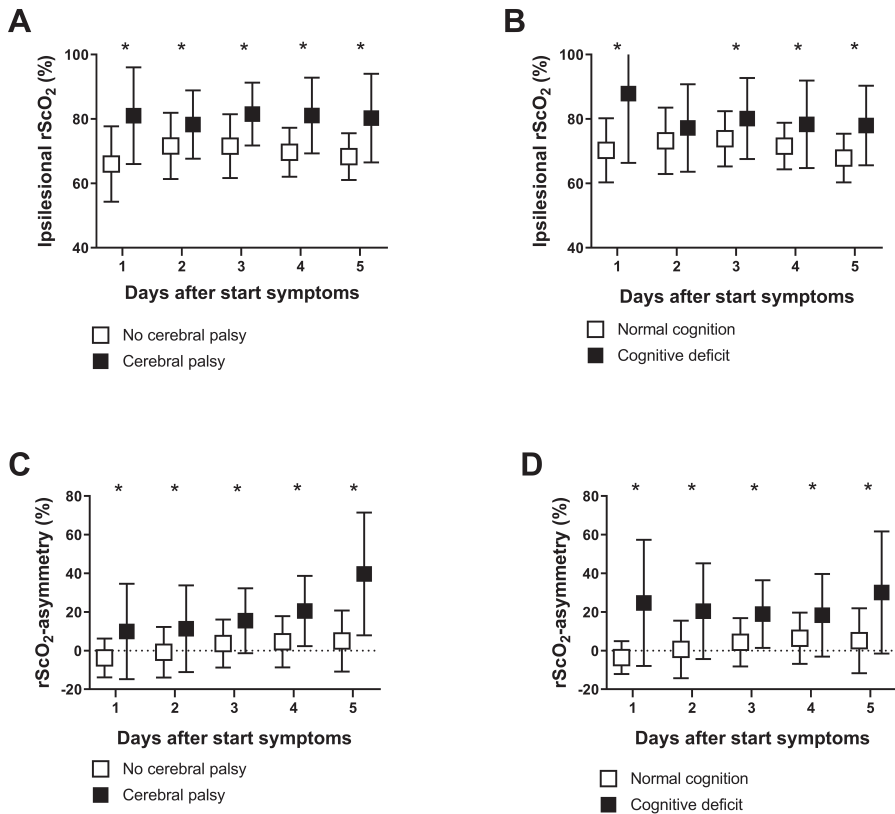 A
* * * * *
Ipsilesional rScO2 (%)
100
80
60
40
1 2 3 4 5
Days after start symptoms
No cerebral palsy
Cerebral palsy
B
* * * *
Ipsilesional rScO2 (%)
100
80
60
40
1 2 3 4 5
Days after start symptoms
Normal cognition
Cognitive deficit
C
* * * * *
rScO2-asymmetry (%)
80
60
40
20
0
-20
1 2 3 4 5
Days after start symptoms
No cerebral palsy
Cerebral palsy
D
* * * * *
rScO2-asymmetry (%)
80
60
40
20
0
-20
1 2 3 4 5
Days after start symptoms
Normal cognition
Cognitive deficit